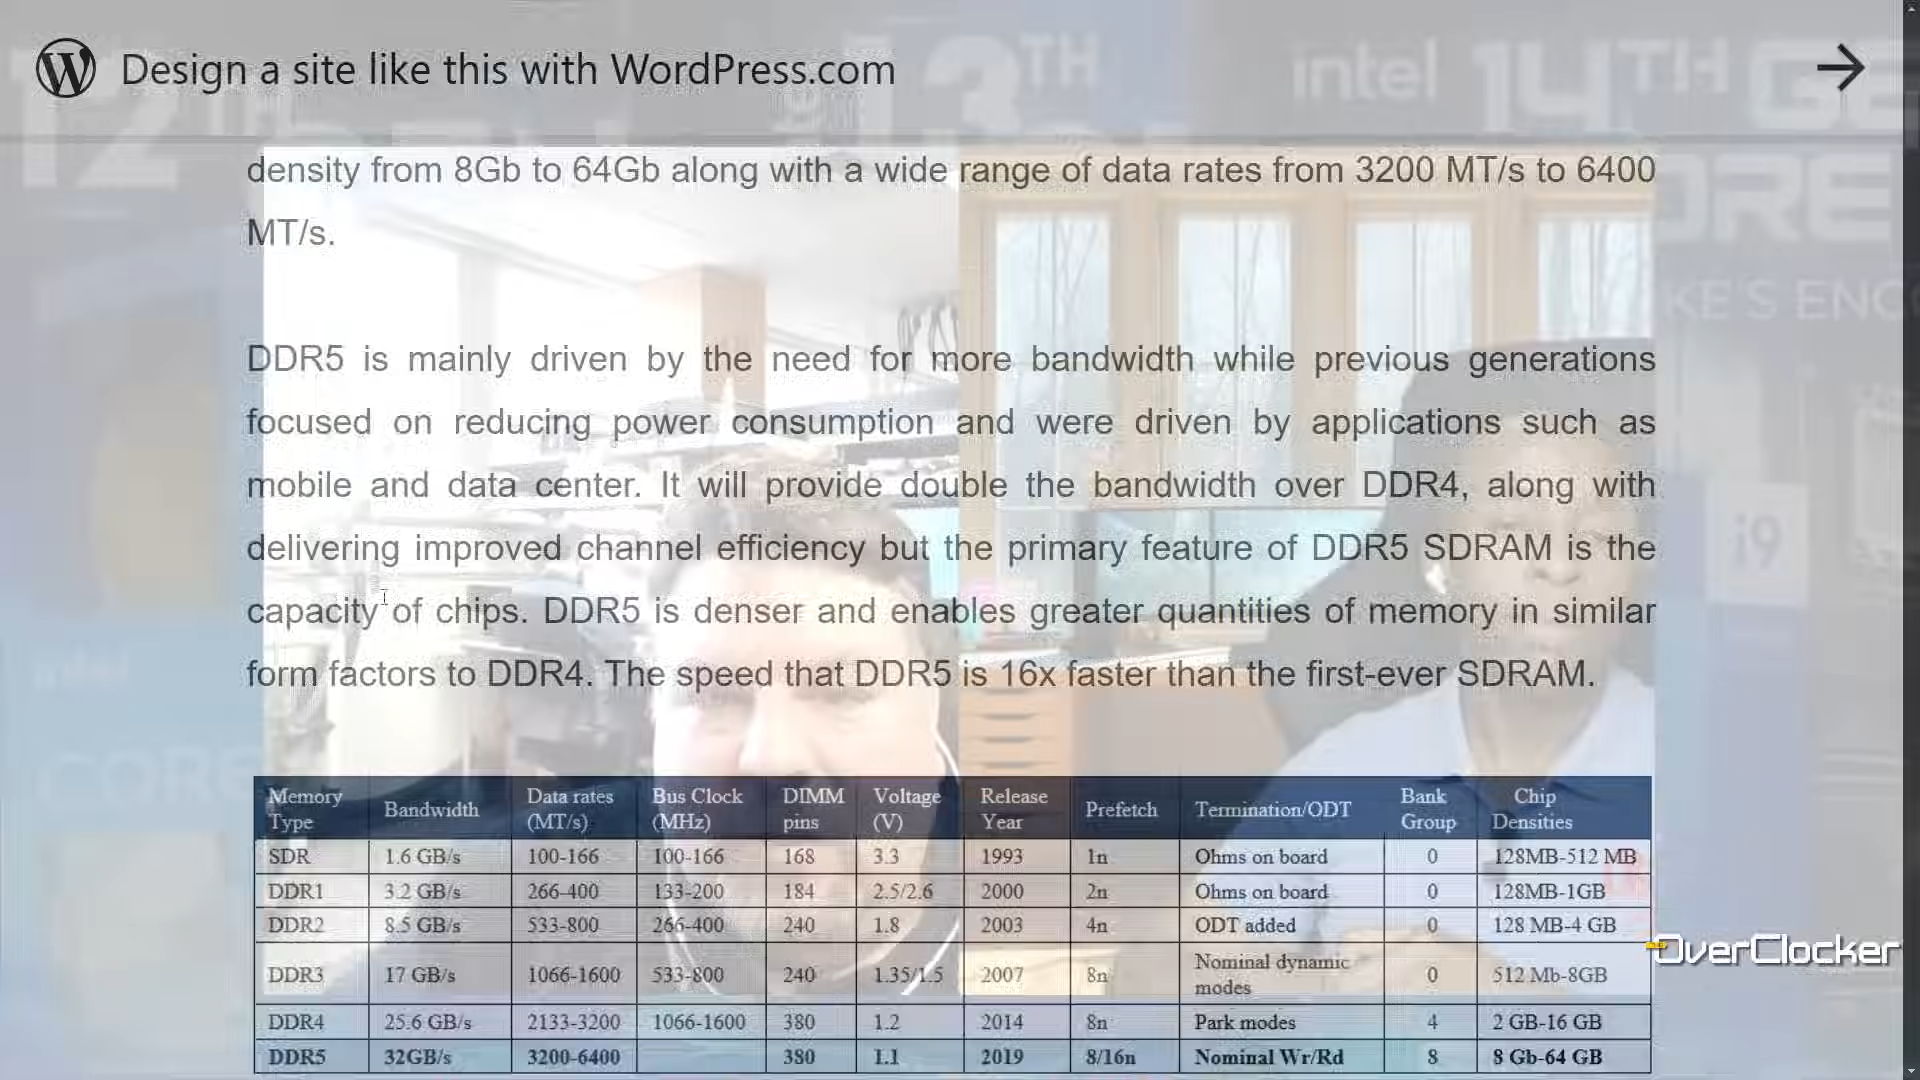 Design a site like this with WordPress.com
12TH
13TH
intel 14TH GE
ORE
KE'S ENC
i9
intel
CORE
density from 8Gb to 64Gb along with a wide range of data rates from 3200 MT/s to 6400
MT/s.
DDR5 is mainly driven by the need for more bandwidth while previous generations
focused on reducing power consumption and were driven by applications such as
mobile and data center. It will provide double the bandwidth over DDR4, along with
delivering improved channel efficiency but the primary feature of DDR5 SDRAM is the
capacity of chips. DDR5 is denser and enables greater quantities of memory in similar
form factors to DDR4. The speed that DDR5 is 16x faster than the first-ever SDRAM.
Memory Type Bandwidth Data rates (MT/s) Bus Clock (MHz) DIMM pins Voltage (V) Release Year Prefetch Termination/ODT Bank Group Chip Densities
SDR 1.6 GB/s 100-166 100-166 168 3.3 1993 1n Ohms on board 0 128MB-512 MB
DDR1 3.2 GB/s 266-400 133-200 184 2.5/2.6 2000 2n Ohms on board 0 128MB-1GB
DDR2 8.5 GB/s 533-800 266-400 240 1.8 2003 4n ODT added 0 128 MB-4 GB
DDR3 17 GB/s 1066-1600 533-800 240 1.35/1.5 2007 8n Nominal dynamic modes 0 512 Mb-8GB
DDR4 25.6 GB/s 2133-3200 1066-1600 380 1.2 2014 8n Park modes 4 2 GB-16 GB
DDR5 32GB/s 3200-6400 380 1.1 2019 8/16n Nominal Wr/Rd 8 8 Gb-64 GB
OverClocker